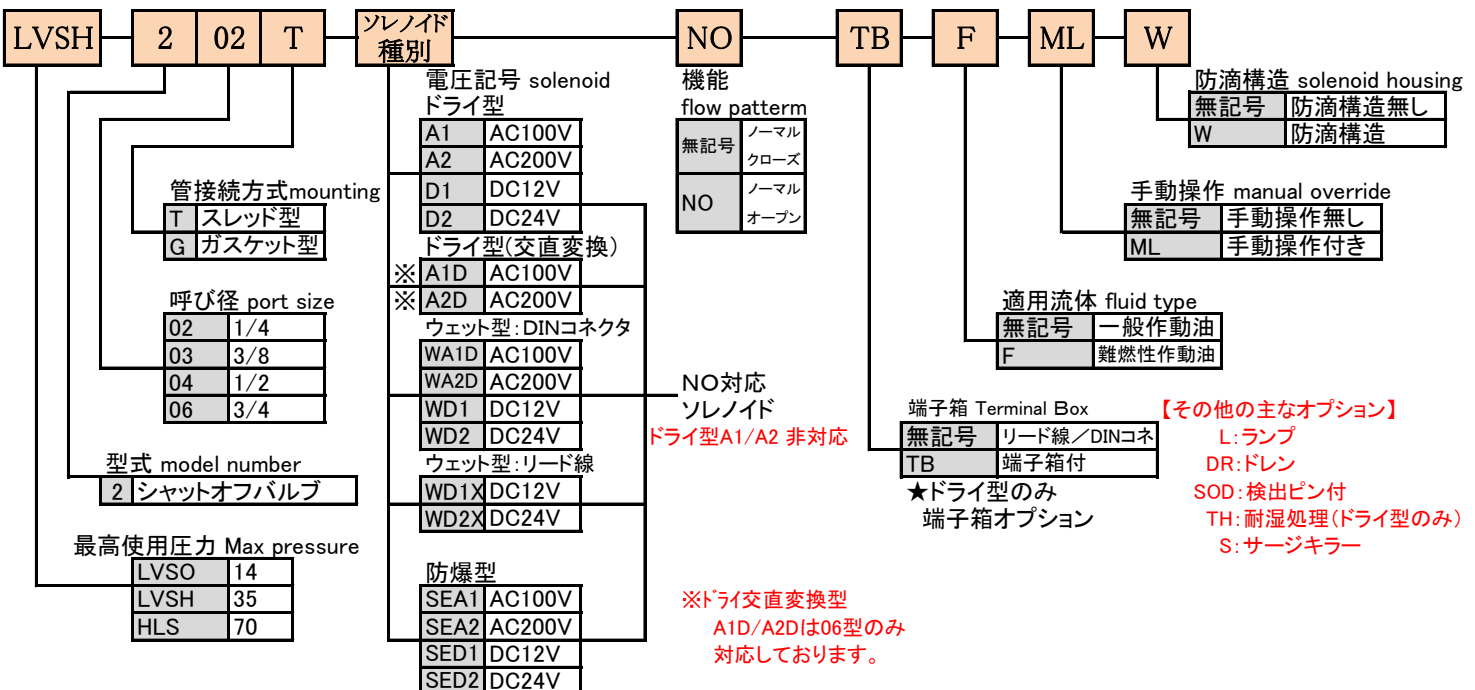 LVSH 2 02 T ソレノイド種別 NO TB F ML W
電圧記号 solenoid
ドライ型
A1 AC100V
A2 AC200V
D1 DC12V
D2 DC24V
ドライ型(交直変換)
※ A1D AC100V
※ A2D AC200V
ウェット型:DINコネクタ
WA1D AC100V
WA2D AC200V
WD1 DC12V
WD2 DC24V
ウェット型:リード線
WD1X DC12V
WD2X DC24V
防爆型
SEA1 AC100V
SEA2 AC200V
SED1 DC12V
SED2 DC24V
管接続方式mounting
T スレッド型
G ガスケット型
呼び径 port size
02 1/4
03 3/8
04 1/2
06 3/4
型式 model number
2 シャットオフバルブ
最高使用圧力 Max pressure
LVSO 14
LVSH 35
HLS 70
機能
flow patterm
無記号 ノーマル
クローズ
NO ノーマル
オープン
NO対応
ソレノイド
ドライ型A1/A2 非対応
※ドライ交直変換型
A1D/A2Dは06型のみ
対応しております。
防滴構造 solenoid housing
無記号 防滴構造無し
W 防滴構造
手動操作 manual override
無記号 手動操作無し
ML 手動操作付き
適用流体 fluid type
無記号 一般作動油
F 難燃性作動油
端子箱 Terminal Box
無記号 リード線/DINコネ
TB 端子箱付
★ドライ型のみ
端子箱オプション
【その他の主なオプション】
L:ランプ
DR:ドレン
SOD:検出ピン付
TH:耐湿処理(ドライ型のみ)
S:サージキラー